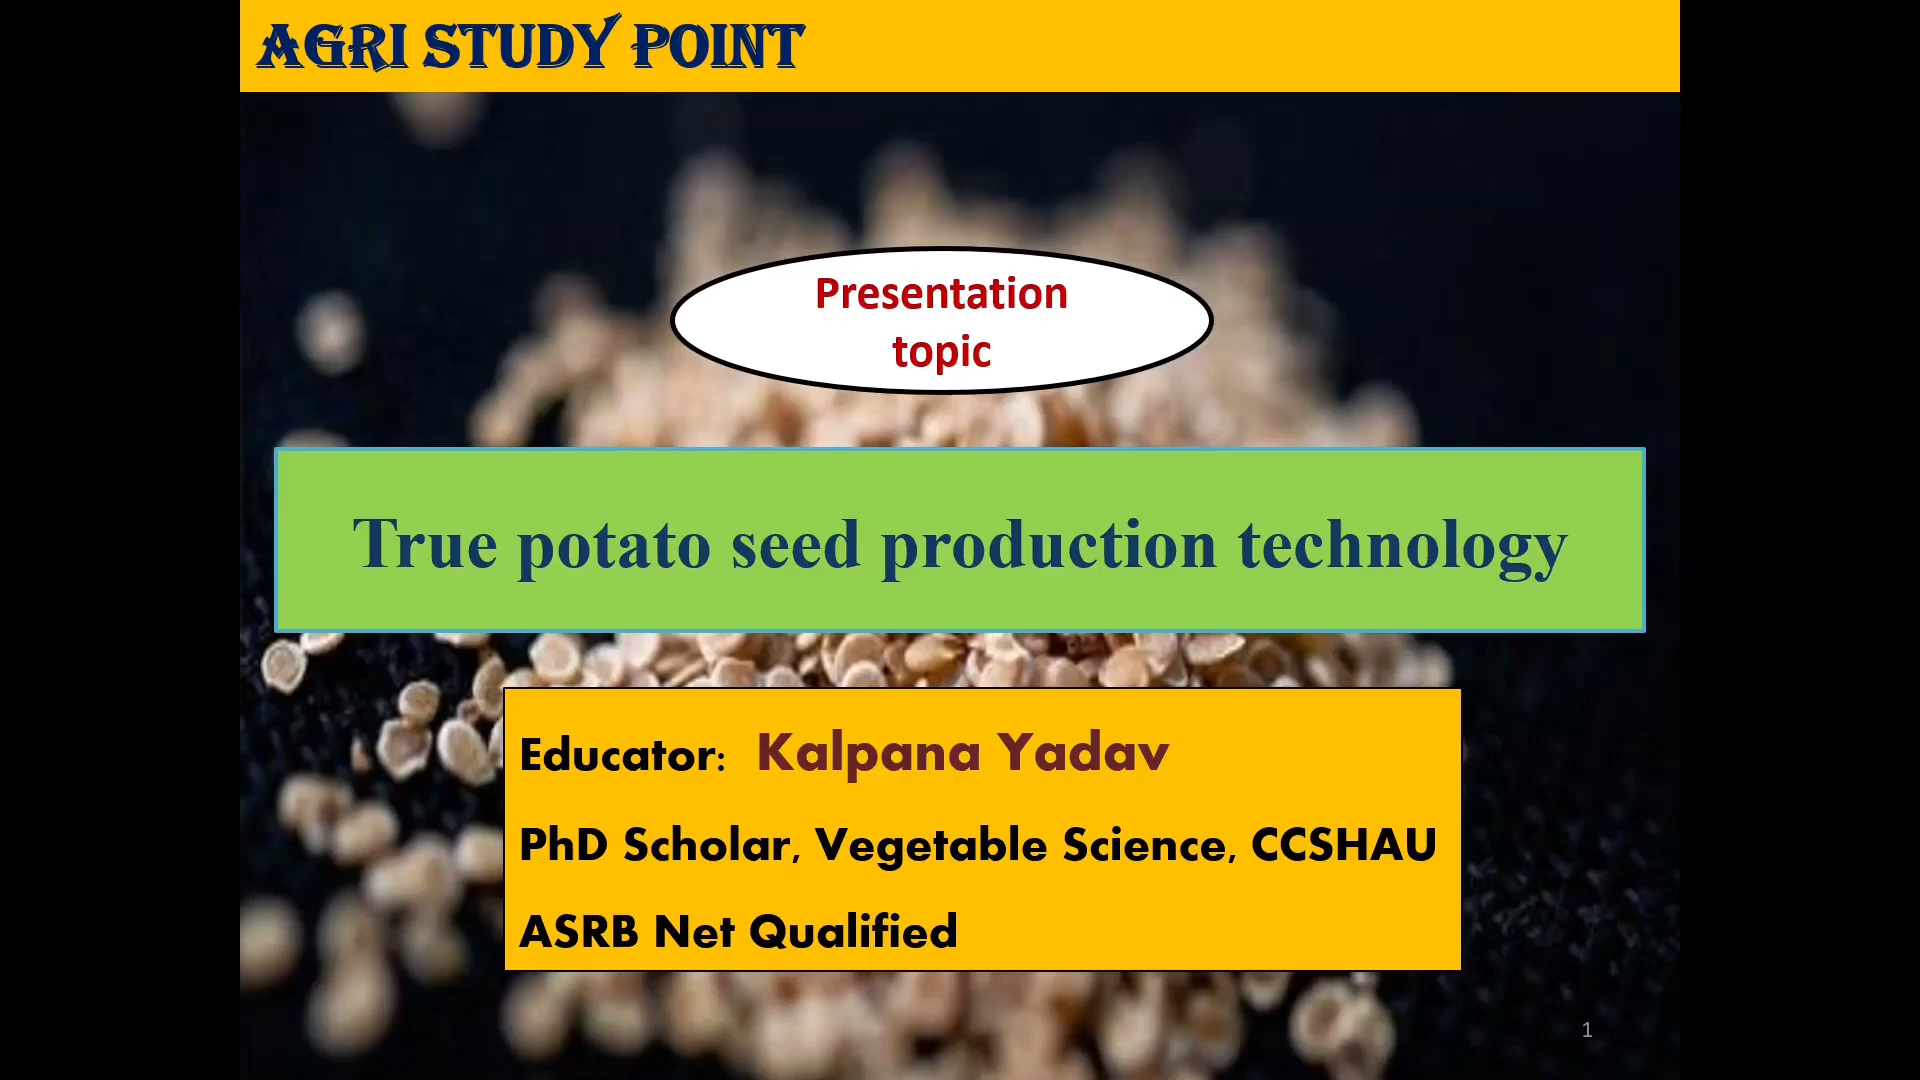 AGRI STUDY POINT
Presentation
topic
True potato seed production technology
Educator: Kalpana Yadav
PhD Scholar, Vegetable Science, CCSHAU
ASRB Net Qualified
1